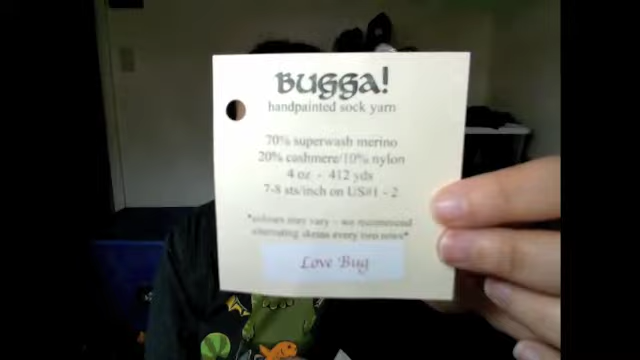 BUGGA!
handpainted sock yarn
70% superwash merino
20% cashmere/10% nylon
4 oz - 412 yds
7-8 sts/inch on US#1 - 2
*colours may vary - we recommend
alternating skeins every two rows*
Love Bug